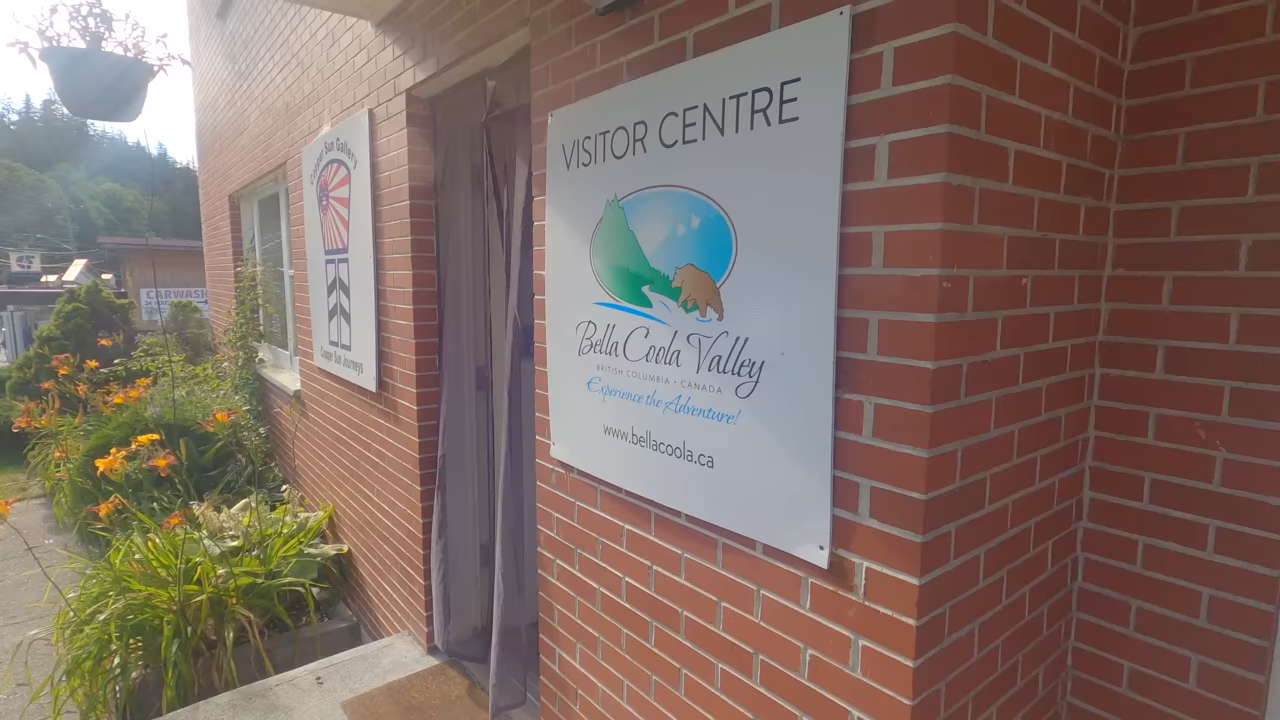 Copper Sun Gallery
Copper Sun Journeys
CARWASH
VISITOR CENTRE
Bella Coola Valley
BRITISH COLUMBIA • CANADA
Experience the Adventure!
www.bellacoola.ca